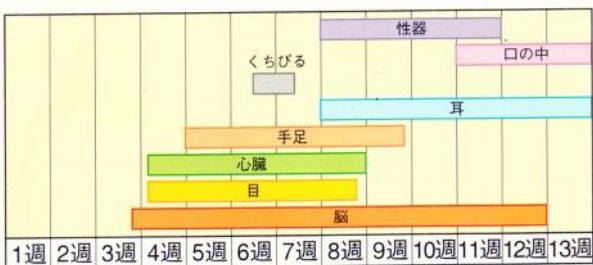 性器
口の中
くちびる
耳
手足
心臓
目
脳
1週 2週 3週 4週 5週 6週 7週 8週 9週 10週 11週 12週 13週